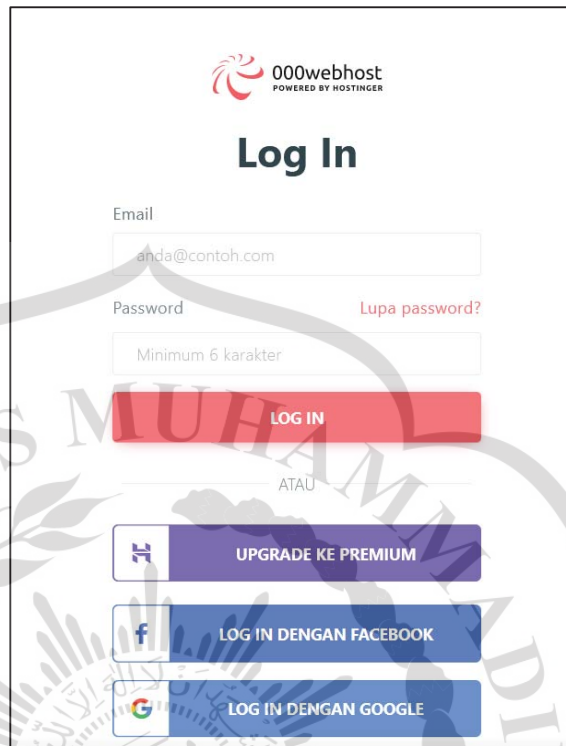 000webhost
POWERED BY HOSTINGER
Log In
Email
anda@contoh.com
Password Lupa password?
Minimum 6 karakter
LOG IN
ATAU
UPGRADE KE PREMIUM
LOG IN DENGAN FACEBOOK
LOG IN DENGAN GOOGLE
S MUHAMMADI